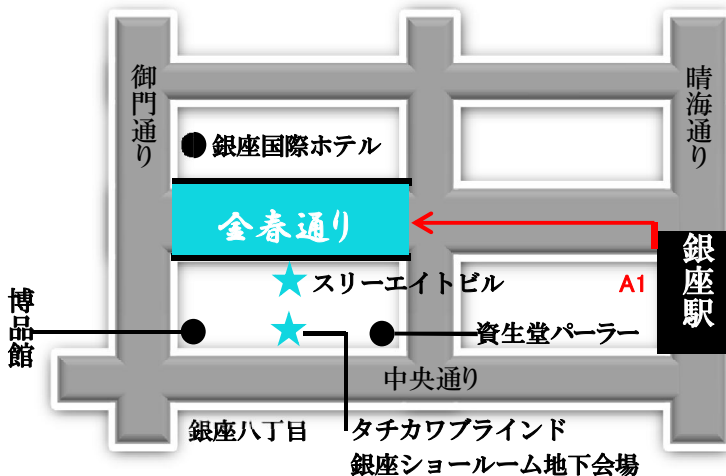 御門通り
晴海通り
銀座国際ホテル
金春通り
スリーエイトビル
A1
銀座駅
博品館
資生堂パーラー
中央通り
銀座八丁目
タチカワブラインド
銀座ショールーム地下会場